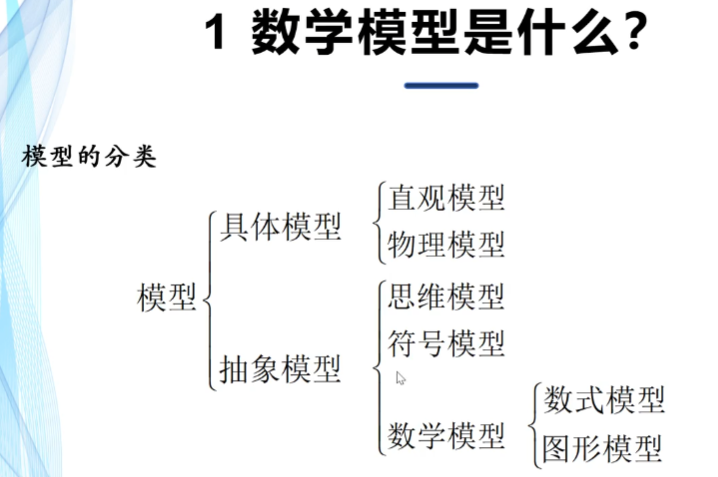 1 数学模型是什么?
模型的分类
直观模型
具体模型
物理模型
模型
思维模型
符号模型
抽象模型
数学模型
数式模型
图形模型